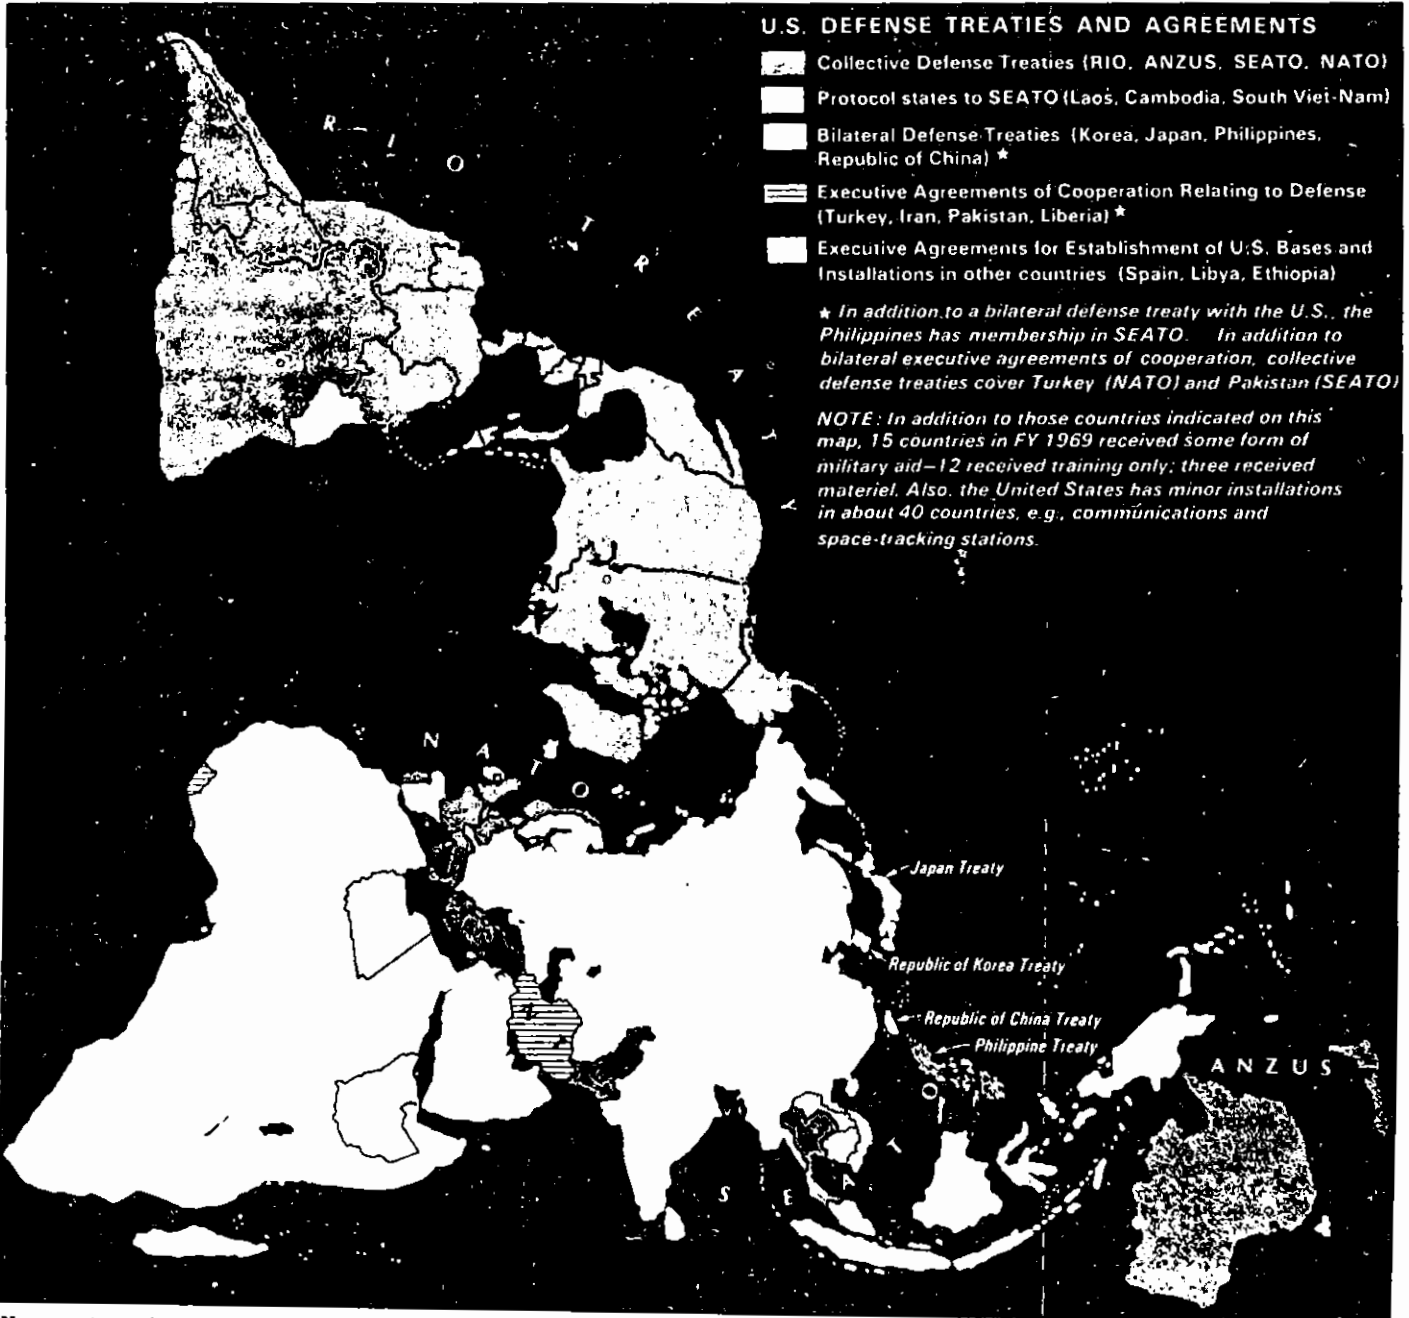 U.S. DEFENSE TREATIES AND AGREEMENTS
Collective Defense Treaties (RIO, ANZUS, SEATO, NATO)
Protocol states to SEATO (Laos, Cambodia, South Viet-Nam)
Bilateral Defense Treaties (Korea, Japan, Philippines,
Republic of China) ★
Executive Agreements of Cooperation Relating to Defense
(Turkey, Iran, Pakistan, Liberia) ★
Executive Agreements for Establishment of U.S. Bases and
Installations in other countries (Spain, Libya, Ethiopia)
★ In addition to a bilateral defense treaty with the U.S., the
Philippines has membership in SEATO. In addition to
bilateral executive agreements of cooperation, collective
defense treaties cover Turkey (NATO) and Pakistan (SEATO)
NOTE: In addition to those countries indicated on this
map, 15 countries in FY 1969 received some form of
military aid—12 received training only; three received
materiel. Also, the United States has minor installations
in about 40 countries, e.g., communications and
space-tracking stations.
RIO TREATY
NATO
Japan Treaty
Republic of Korea Treaty
Republic of China Treaty
Philippine Treaty
ANZUS
SEATO